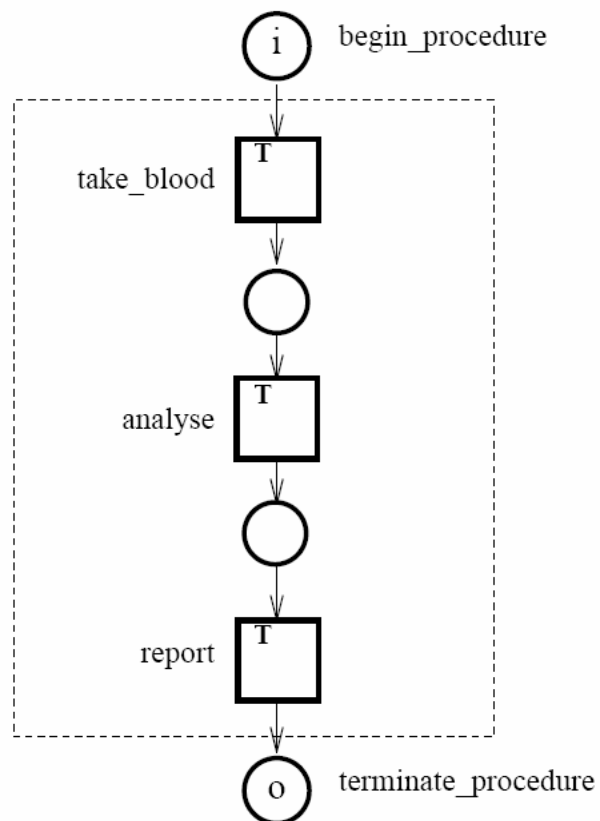 i begin_procedure
T
take_blood
T
analyse
T
report
o terminate_procedure